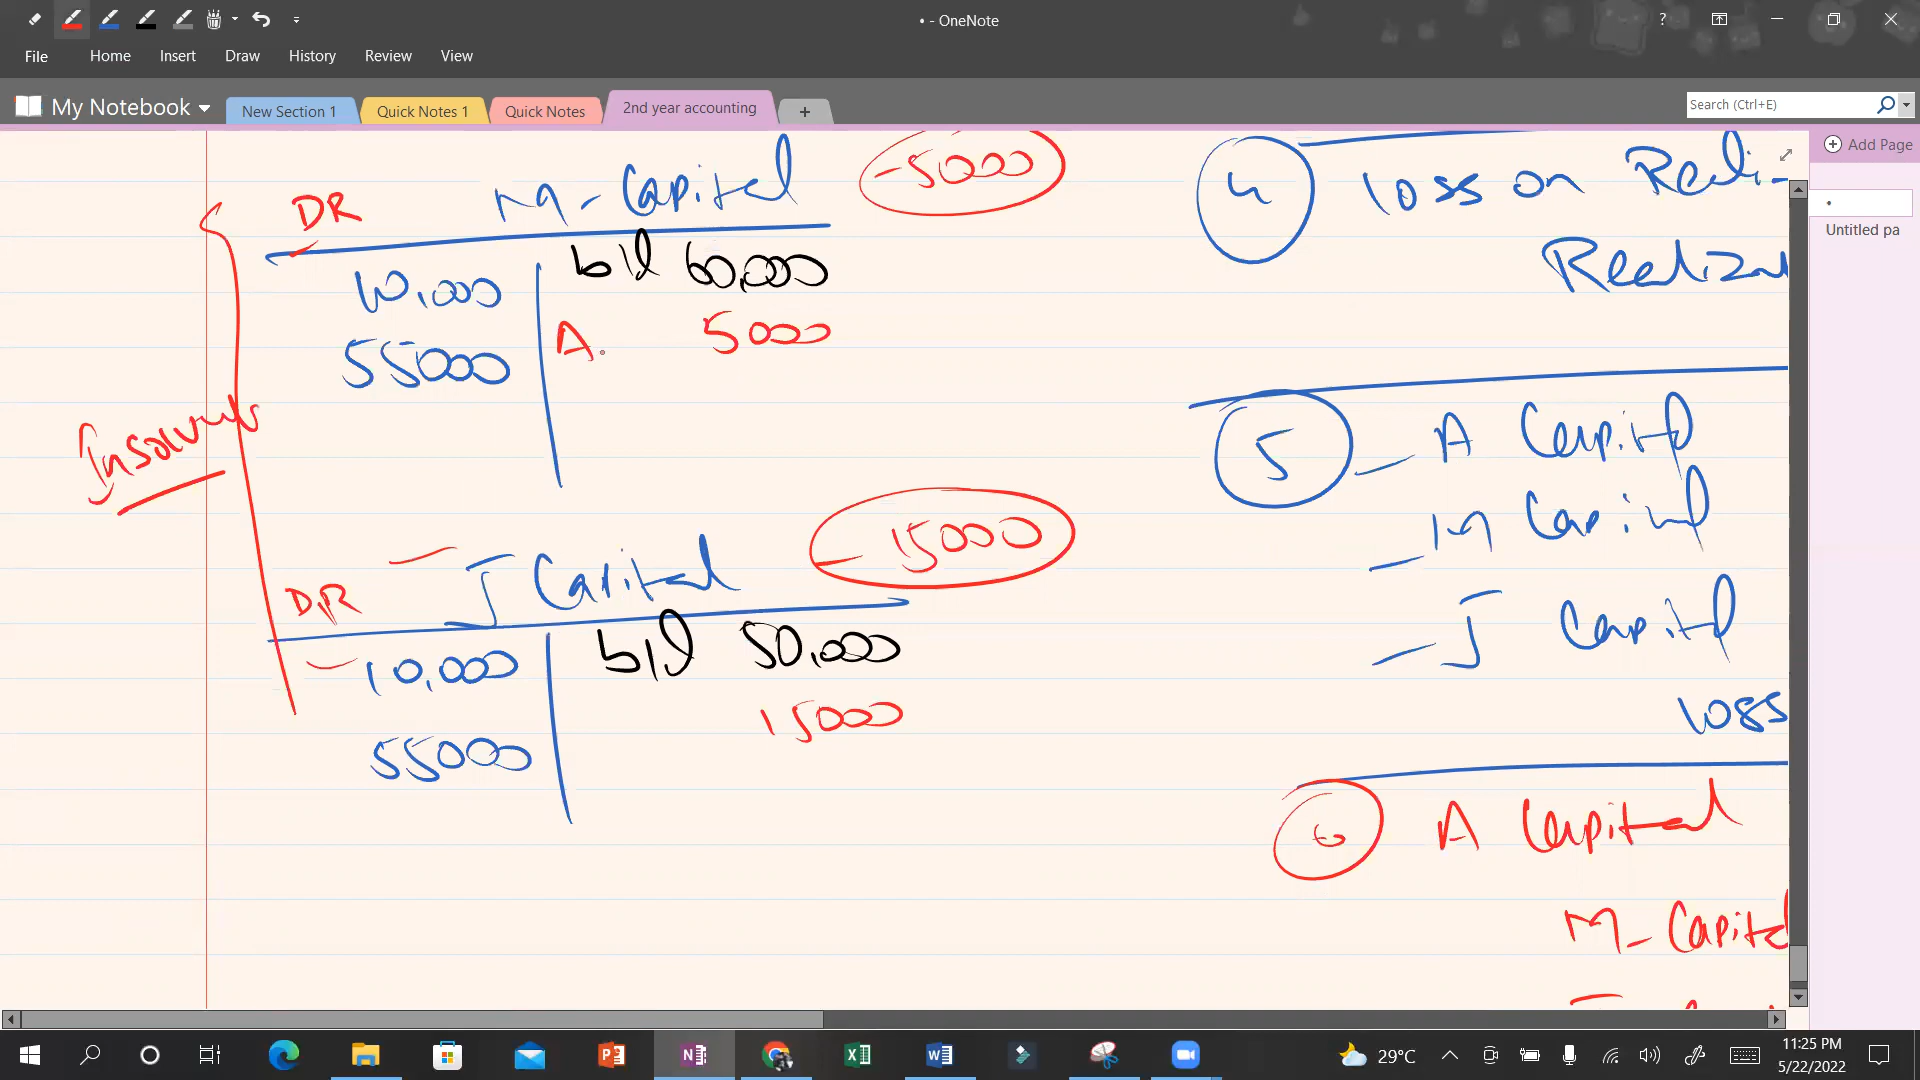 • - OneNote
?
File
Home
Insert
Draw
History
Review
View
My Notebook
New Section 1
Quick Notes 1
Quick Notes
2nd year accounting
+
Search (Ctrl+E)
Add Page
•
Untitled pa
DR
M - Capital
-5000
b/d 60,000
10,000
A. 5000
55000
Insolvents
DR
J Capital
-15000
10,000
b/d 50,000
15000
55000
4
loss on Reali-
Realizat
5
- A Capital
- M Capital
- J Capital
loss
6
A Capital
M - Capital
29°C
11:25 PM
5/22/2022